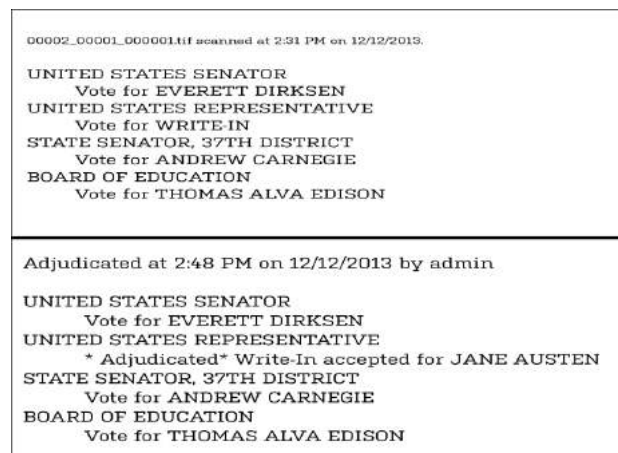 00002_00001_000001.tif scanned at 2:31 PM on 12/12/2013.
UNITED STATES SENATOR
Vote for EVERETT DIRKSEN
UNITED STATES REPRESENTATIVE
Vote for WRITE-IN
STATE SENATOR, 37TH DISTRICT
Vote for ANDREW CARNEGIE
BOARD OF EDUCATION
Vote for THOMAS ALVA EDISON
Adjudicated at 2:48 PM on 12/12/2013 by admin
UNITED STATES SENATOR
Vote for EVERETT DIRKSEN
UNITED STATES REPRESENTATIVE
* Adjudicated* Write-In accepted for JANE AUSTEN
STATE SENATOR, 37TH DISTRICT
Vote for ANDREW CARNEGIE
BOARD OF EDUCATION
Vote for THOMAS ALVA EDISON